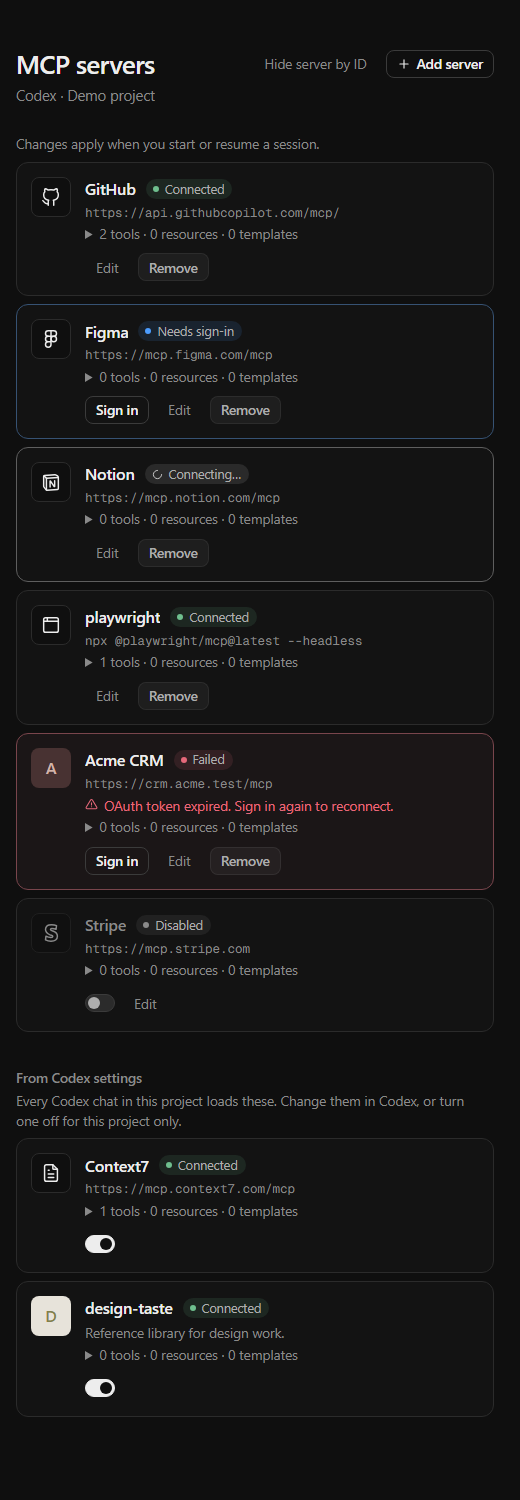 MCP servers
Hide server by ID
+ Add server
Codex · Demo project
Changes apply when you start or resume a session.
GitHub
Connected
https://api.githubcopilot.com/mcp/
2 tools · 0 resources · 0 templates
Edit
Remove
Figma
Needs sign-in
https://mcp.figma.com/mcp
0 tools · 0 resources · 0 templates
Sign in
Edit
Remove
Notion
Connecting...
https://mcp.notion.com/mcp
0 tools · 0 resources · 0 templates
Edit
Remove
playwright
Connected
npx @playwright/mcp@latest --headless
1 tools · 0 resources · 0 templates
Edit
Remove
A
Acme CRM
Failed
https://crm.acme.test/mcp
OAuth token expired. Sign in again to reconnect.
0 tools · 0 resources · 0 templates
Sign in
Edit
Remove
S
Stripe
Disabled
https://mcp.stripe.com
0 tools · 0 resources · 0 templates
Edit
From Codex settings
Every Codex chat in this project loads these. Change them in Codex, or turn
one off for this project only.
Context7
Connected
https://mcp.context7.com/mcp
1 tools · 0 resources · 0 templates
D
design-taste
Connected
Reference library for design work.
0 tools · 0 resources · 0 templates